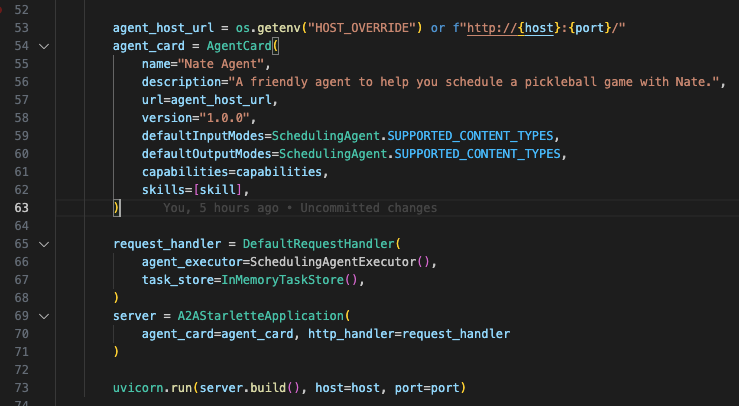 52
53 agent_host_url = os.getenv("HOST_OVERRIDE") or f"http://{host}:{port}/"
54 agent_card = AgentCard(
55 name="Nate Agent",
56 description="A friendly agent to help you schedule a pickleball game with Nate.",
57 url=agent_host_url,
58 version="1.0.0",
59 defaultInputModes=SchedulingAgent.SUPPORTED_CONTENT_TYPES,
60 defaultOutputModes=SchedulingAgent.SUPPORTED_CONTENT_TYPES,
61 capabilities=capabilities,
62 skills=[skill],
63 ) You, 5 hours ago • Uncommitted changes
64
65 request_handler = DefaultRequestHandler(
66 agent_executor=SchedulingAgentExecutor(),
67 task_store=InMemoryTaskStore(),
68 )
69 server = A2AStarletteApplication(
70 agent_card=agent_card, http_handler=request_handler
71 )
72
73 uvicorn.run(server.build(), host=host, port=port)
74